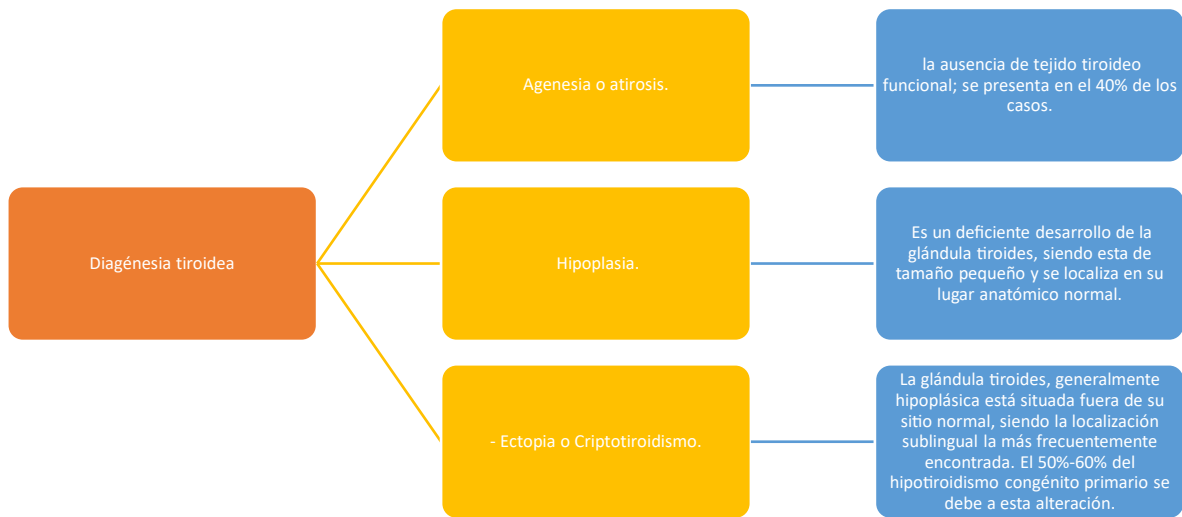 Diagénesia tiroidea
Agenesia o atirosis.
la ausencia de tejido tiroideo
funcional; se presenta en el 40% de los
casos.
Hipoplasia.
Es un deficiente desarrollo de la
glándula tiroides, siendo esta de
tamaño pequeño y se localiza en su
lugar anatómico normal.
- Ectopia o Criptotiroidismo.
La glándula tiroides, generalmente
hipoplásica está situada fuera de su
sitio normal, siendo la localización
sublingual la más frecuentemente
encontrada. El 50%-60% del
hipotiroidismo congénito primario se
debe a esta alteración.